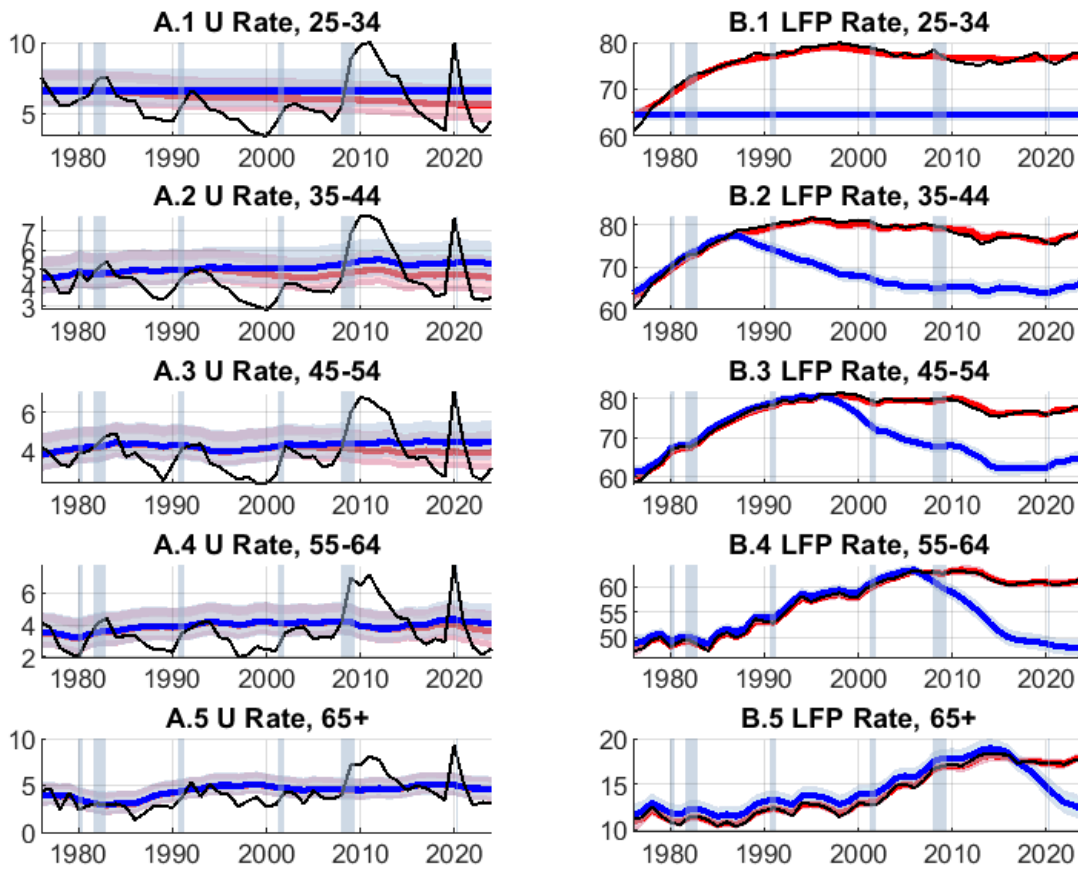 A.1 U Rate, 25-34
10
5
1980 1990 2000 2010 2020
B.1 LFP Rate, 25-34
80
70
60
1980 1990 2000 2010 2020
A.2 U Rate, 35-44
7
6
5
4
3
1980 1990 2000 2010 2020
B.2 LFP Rate, 35-44
80
70
60
1980 1990 2000 2010 2020
A.3 U Rate, 45-54
6
4
1980 1990 2000 2010 2020
B.3 LFP Rate, 45-54
80
70
60
1980 1990 2000 2010 2020
A.4 U Rate, 55-64
6
4
2
1980 1990 2000 2010 2020
B.4 LFP Rate, 55-64
60
55
50
1980 1990 2000 2010 2020
A.5 U Rate, 65+
10
5
0
1980 1990 2000 2010 2020
B.5 LFP Rate, 65+
20
15
10
1980 1990 2000 2010 2020